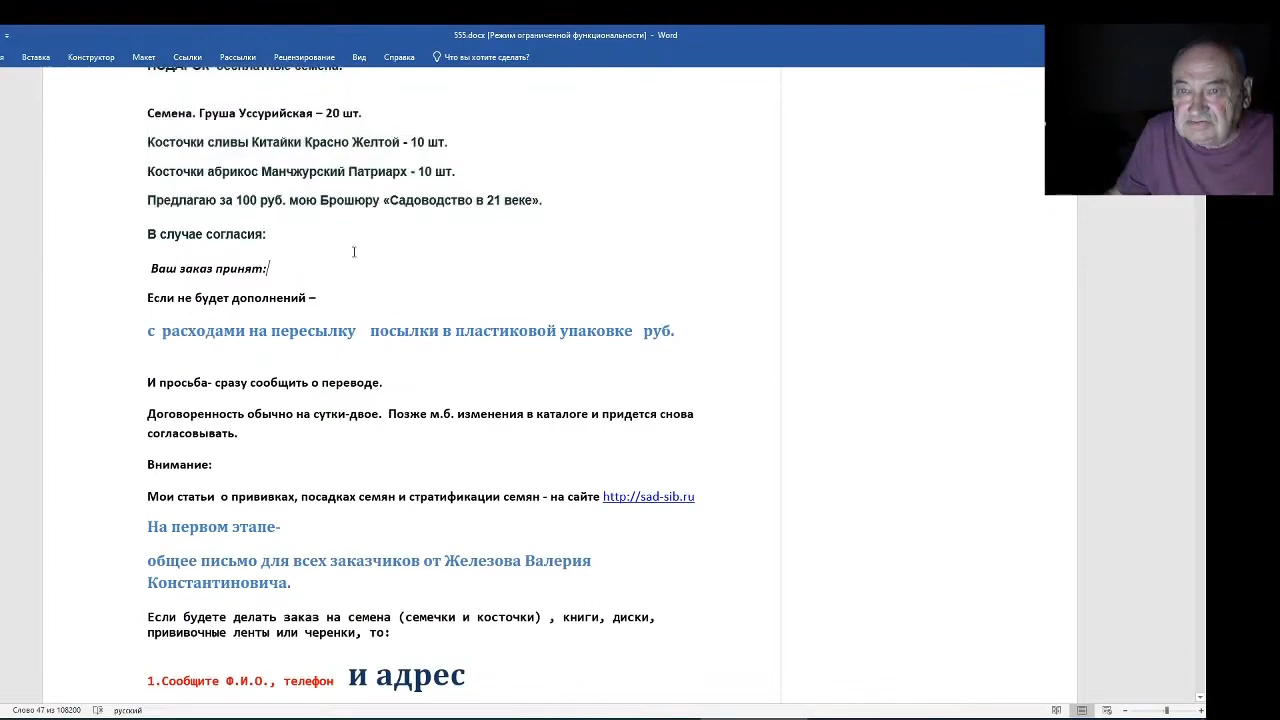 555.docx [Режим ограниченной функциональности] - Word
я Вставка Конструктор Макет Ссылки Рассылки Рецензирование Вид Справка Что вы хотите сделать?
ПОДАРОК бесплатные семена.
Семена. Груша Уссурийская – 20 шт.
Косточки сливы Китайки Красно Желтой - 10 шт.
Косточки абрикос Манчжурский Патриарх - 10 шт.
Предлагаю за 100 руб. мою Брошюру «Садоводство в 21 веке».
В случае согласия:
Ваш заказ принят:
Если не будет дополнений –
с расходами на пересылку посылки в пластиковой упаковке руб.
И просьба- сразу сообщить о переводе.
Договоренность обычно на сутки-двое. Позже м.б. изменения в каталоге и придется снова
согласовывать.
Внимание:
Мои статьи о прививках, посадках семян и стратификации семян - на сайте http://sad-sib.ru
На первом этапе-
общее письмо для всех заказчиков от Железова Валерия
Константиновича.
Если будете делать заказ на семена (семечки и косточки) , книги, диски,
прививочные ленты или черенки, то:
1.Сообщите Ф.И.О., телефон и адрес
Слово 47 из 108200 русский